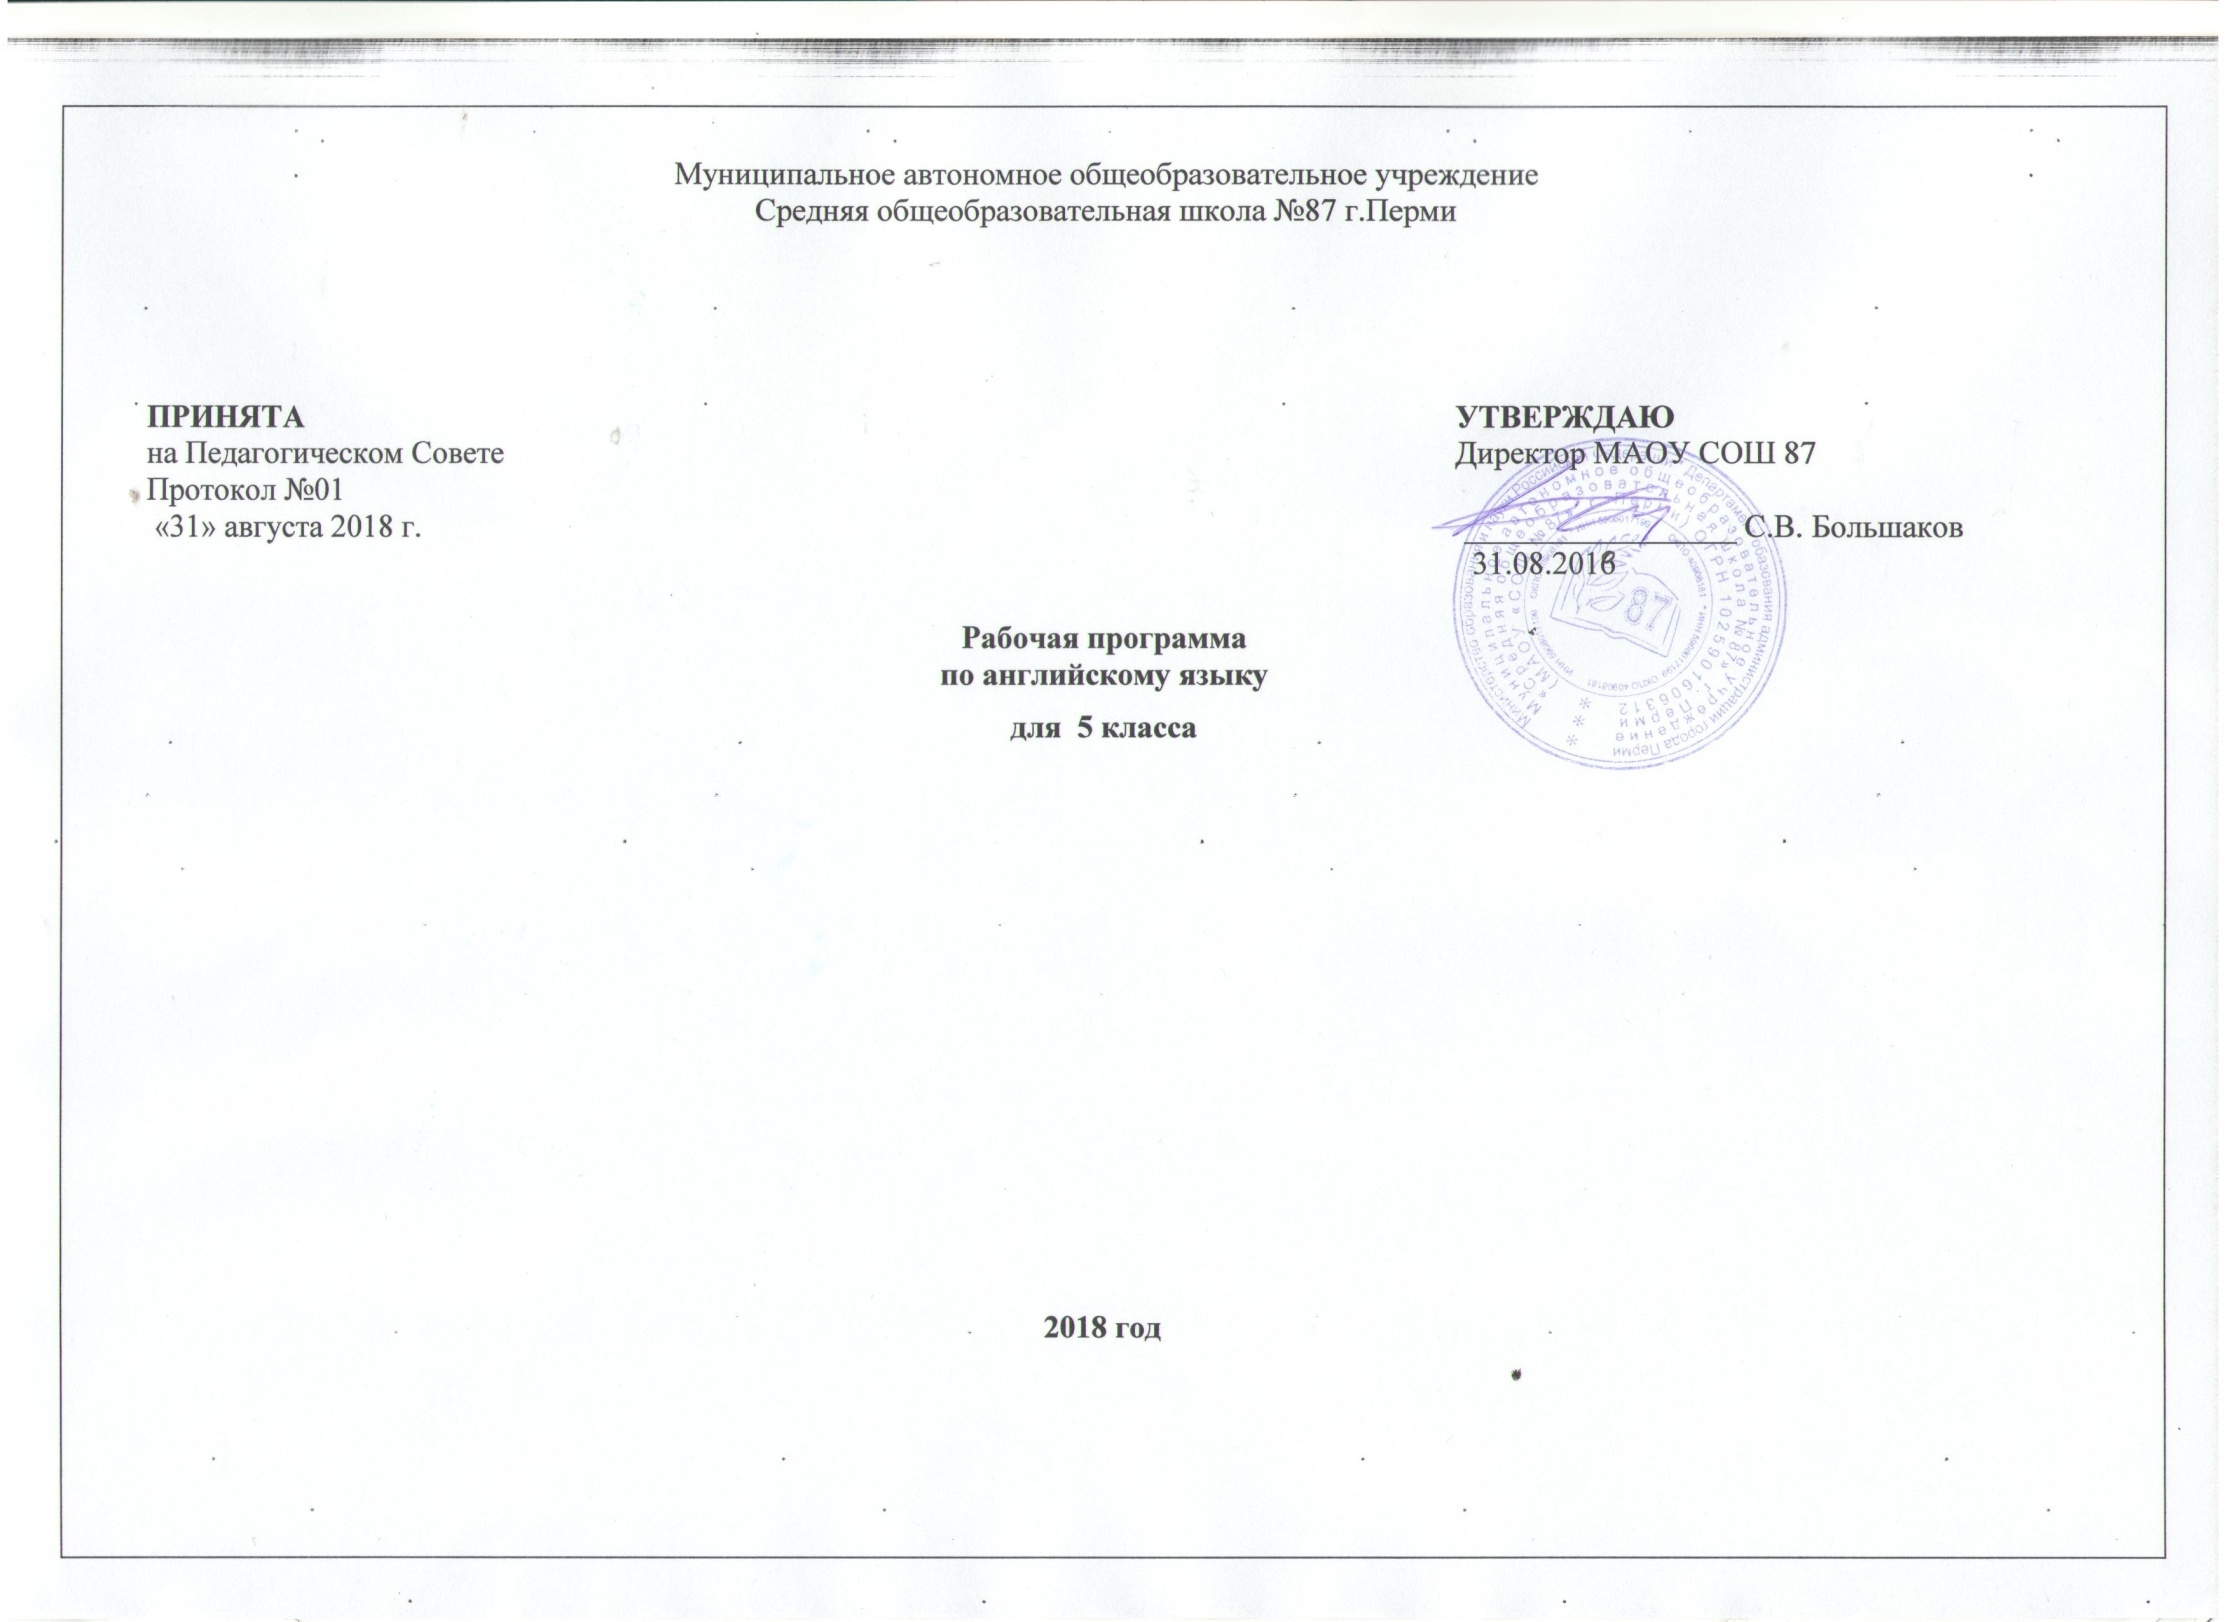 Муниципальное автономное общеобразовательное учреждение
Средняя общеобразовательная школа №87 г.Перми
ПРИНЯТА
на Педагогическом Совете
Протокол №01
«31» августа 2018 г.
УТВЕРЖДАЮ
Директор МАОУ СОШ 87
С.В. Большаков
31.08.2018
Рабочая программа
по английскому языку
для 5 класса
87
2018 год